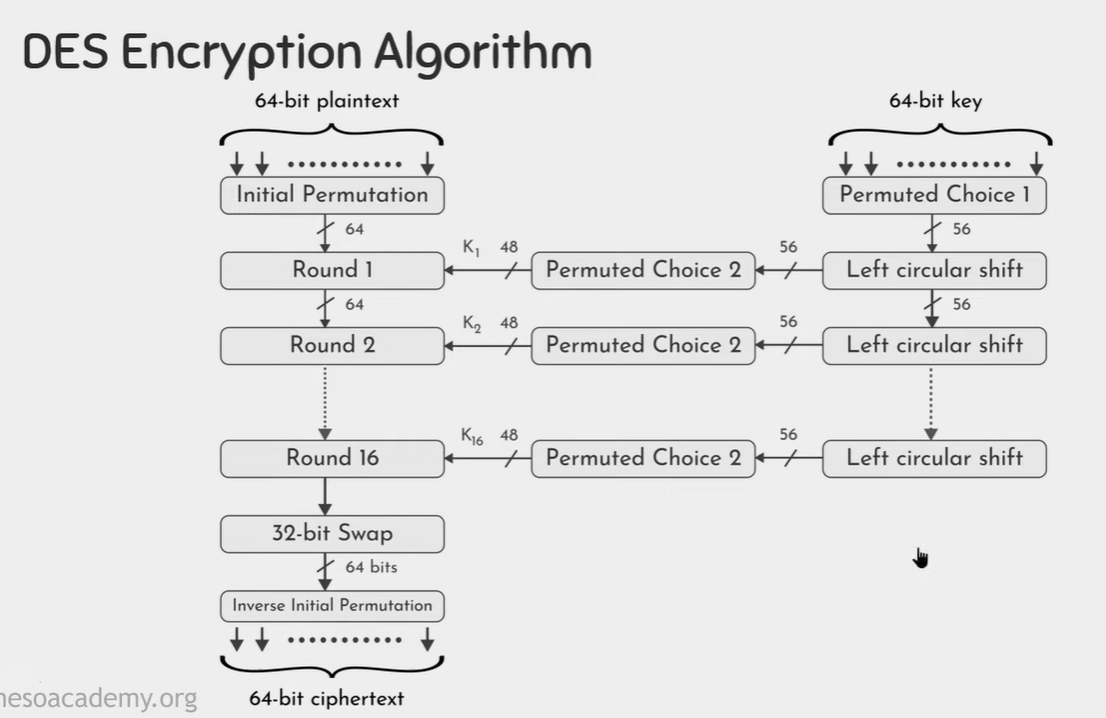 DES Encryption Algorithm
64-bit plaintext
64-bit key
Initial Permutation
Permuted Choice 1
64
56
K1 48
56
Round 1
Permuted Choice 2
Left circular shift
64
56
K2 48
56
Round 2
Permuted Choice 2
Left circular shift
K16 48
56
Round 16
Permuted Choice 2
Left circular shift
32-bit Swap
64 bits
Inverse Initial Permutation
64-bit ciphertext
nesoacademy.org